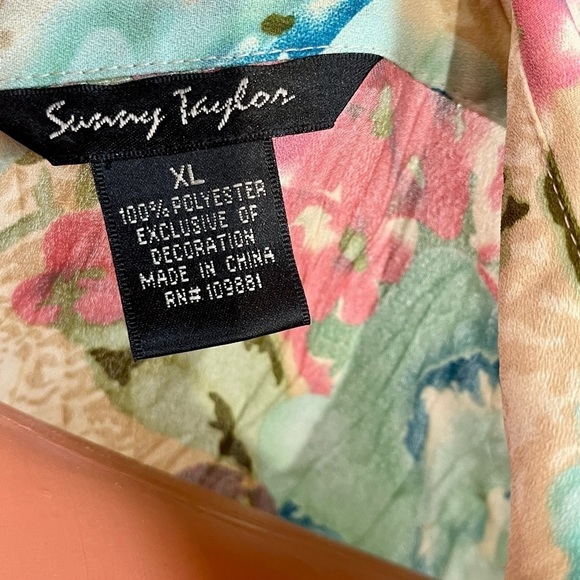 Sunny Taylor
XL
100% POLYESTER
EXCLUSIVE OF
DECORATION
MADE IN CHINA
RN# 109881